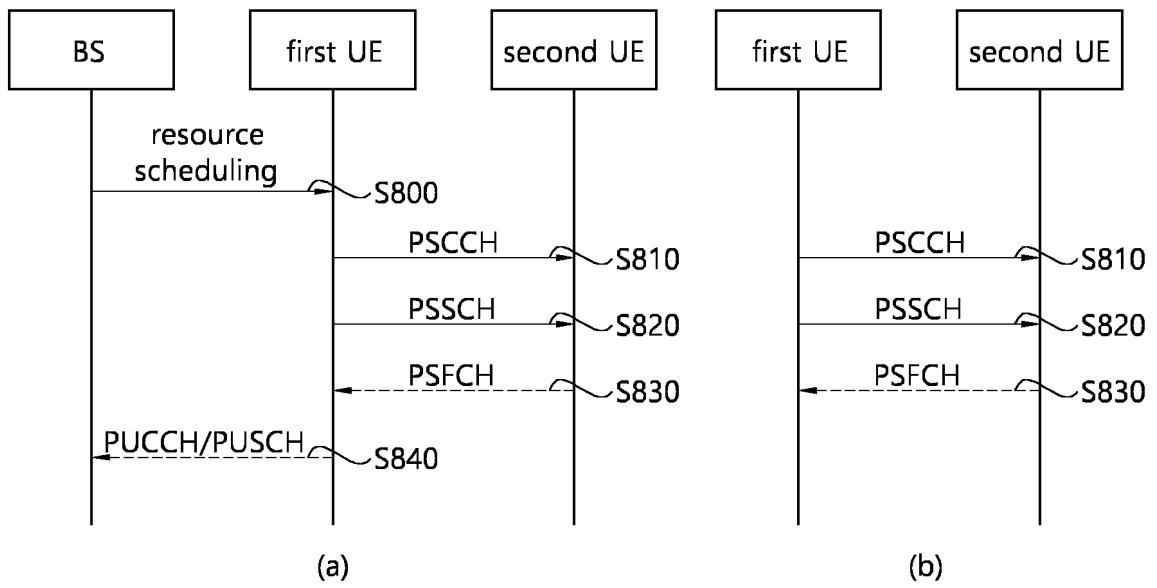 BS
first UE
second UE
first UE
second UE
resource
scheduling
S800
PSCCH
S810
PSCCH
S810
PSSCH
S820
PSSCH
S820
PSFCH
S830
PSFCH
S830
PUCCH/PUSCH
S840
(a)
(b)